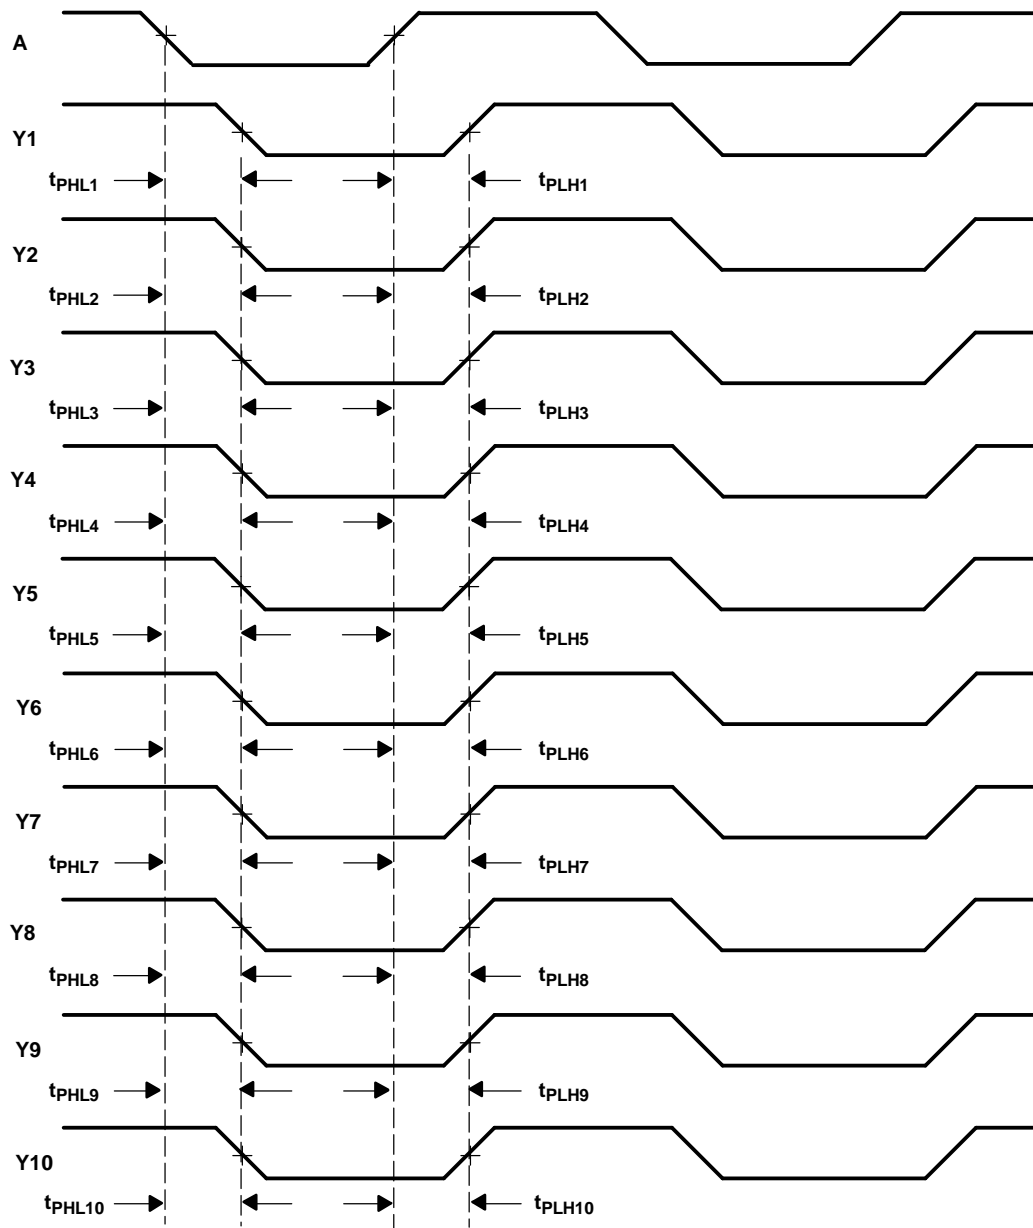 A
Y1
tPHL1 tPLH1
Y2
tPHL2 tPLH2
Y3
tPHL3 tPLH3
Y4
tPHL4 tPLH4
Y5
tPHL5 tPLH5
Y6
tPHL6 tPLH6
Y7
tPHL7 tPLH7
Y8
tPHL8 tPLH8
Y9
tPHL9 tPLH9
Y10
tPHL10 tPLH10